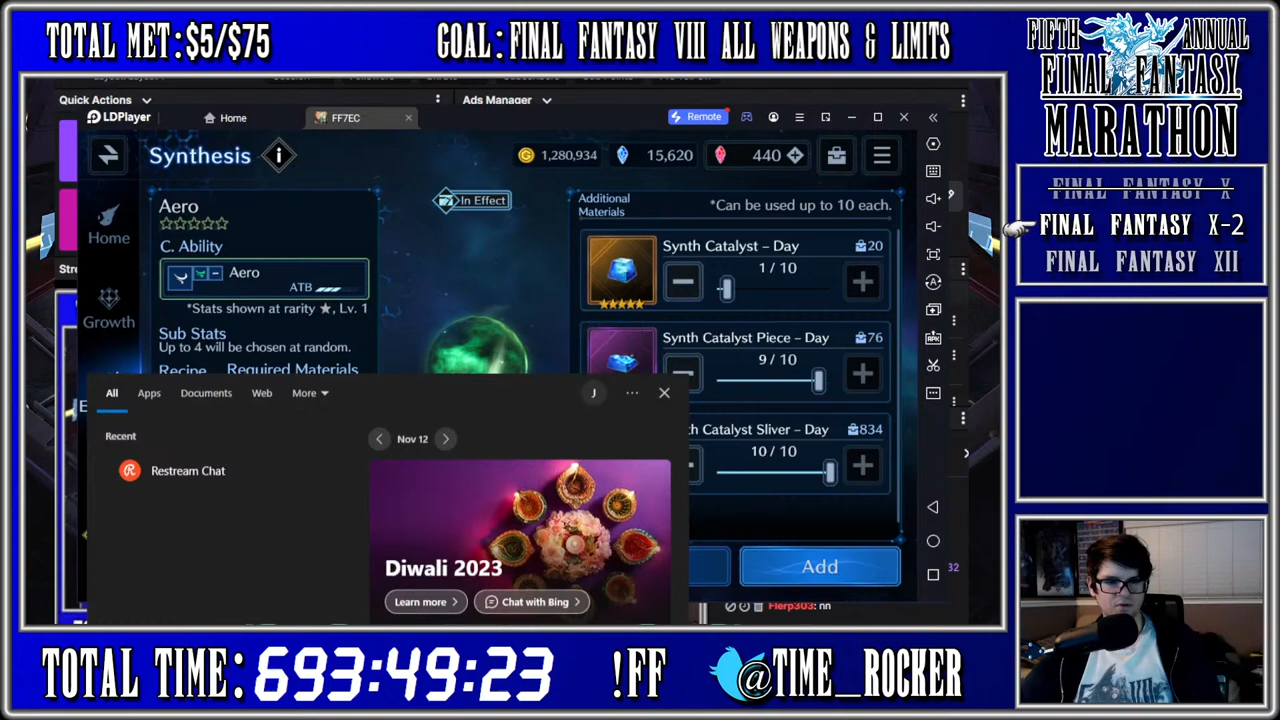 TOTAL MET:$5/$75
GOAL:FINAL FANTASY VIII ALL WEAPONS & LIMITS
FIFTH ANNUAL
FINAL FANTASY
MARATHON
FINAL FANTASY X
FINAL FANTASY X-2
FINAL FANTASY XII
Quick Actions
Ads Manager
LDPlayer
Home
FF7EC
Remote
Synthesis
1,280,934
15,620
440
Home
Growth
Aero
C. Ability
Aero
ATB
*Stats shown at rarity ★, Lv. 1
Sub Stats
Up to 4 will be chosen at random.
Recipe
Required Materials
In Effect
Additional
Materials
*Can be used up to 10 each.
Synth Catalyst – Day
20
1 / 10
Synth Catalyst Piece – Day
76
9 / 10
Catalyst Sliver – Day
834
10 / 10
Add
All
Apps
Documents
Web
More
J
Recent
Restream Chat
Nov 12
Diwali 2023
Learn more
Chat with Bing
Fierp303: nn
TOTAL TIME:693:49:23
!FF
@TIME_ROCKER